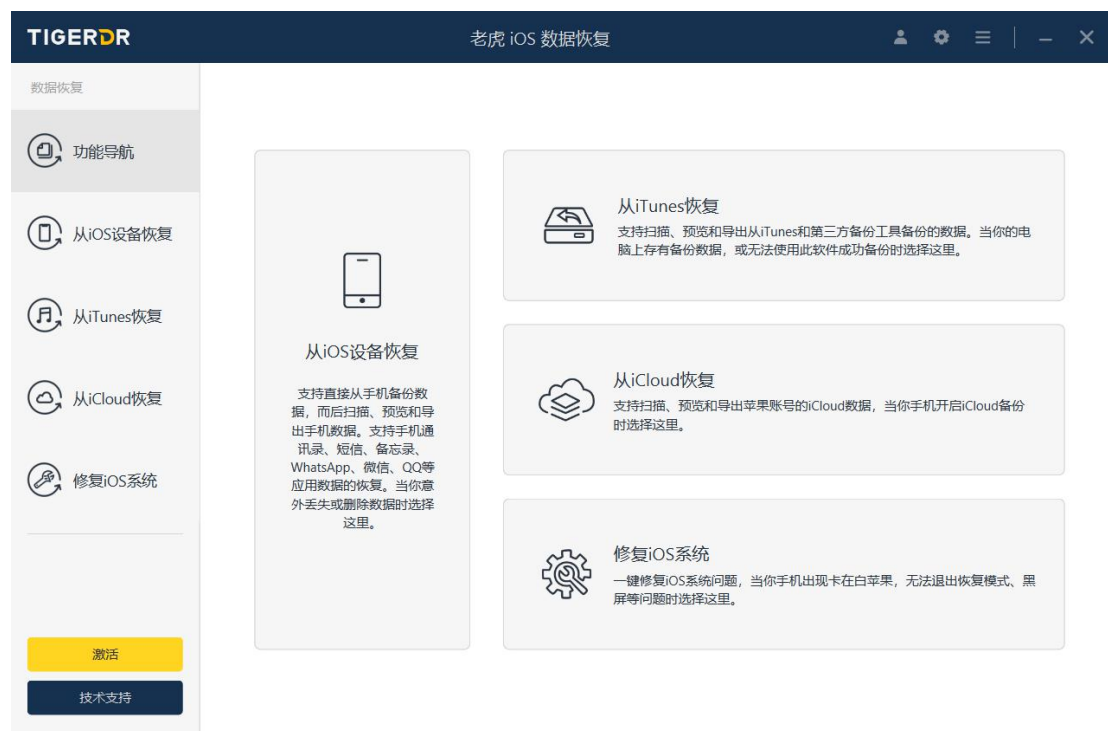 TIGERDR
老虎 iOS 数据恢复
数据恢复
功能导航
从iOS设备恢复
从iTunes恢复
从iCloud恢复
修复iOS系统
激活
技术支持
从iOS设备恢复
支持直接从手机备份数
据，而后扫描、预览和导
出手机数据。支持手机通
讯录、短信、备忘录、
WhatsApp、微信、QQ等
应用数据的恢复。当你意
外丢失或删除数据时选择
这里。
从iTunes恢复
支持扫描、预览和导出从iTunes和第三方备份工具备份的数据。当你的电
脑上存有备份数据，或无法使用此软件成功备份时选择这里。
从iCloud恢复
支持扫描、预览和导出苹果账号的iCloud数据，当你手机开启iCloud备份
时选择这里。
修复iOS系统
一键修复iOS系统问题，当你手机出现卡在白苹果，无法退出恢复模式、黑
屏等问题时选择这里。